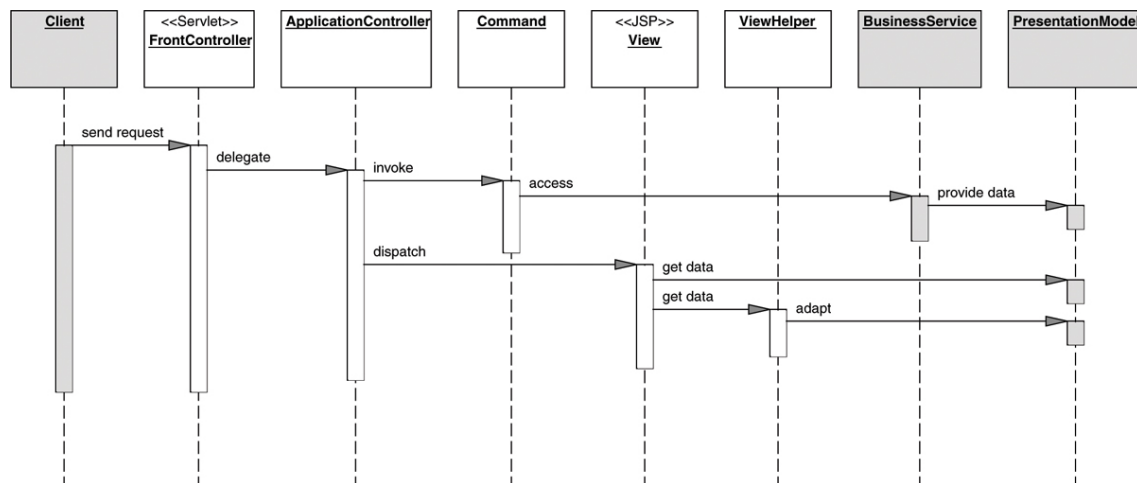 Client
<<Servlet>>
FrontController
ApplicationController
Command
<<JSP>>
View
ViewHelper
BusinessService
PresentationModel
send request
delegate
invoke
access
provide data
dispatch
get data
get data
adapt